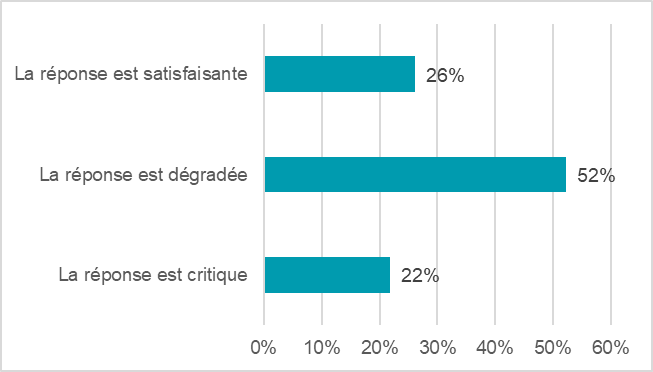 La réponse est satisfaisante 26%
La réponse est dégradée 52%
La réponse est critique 22%
0% 10% 20% 30% 40% 50% 60%